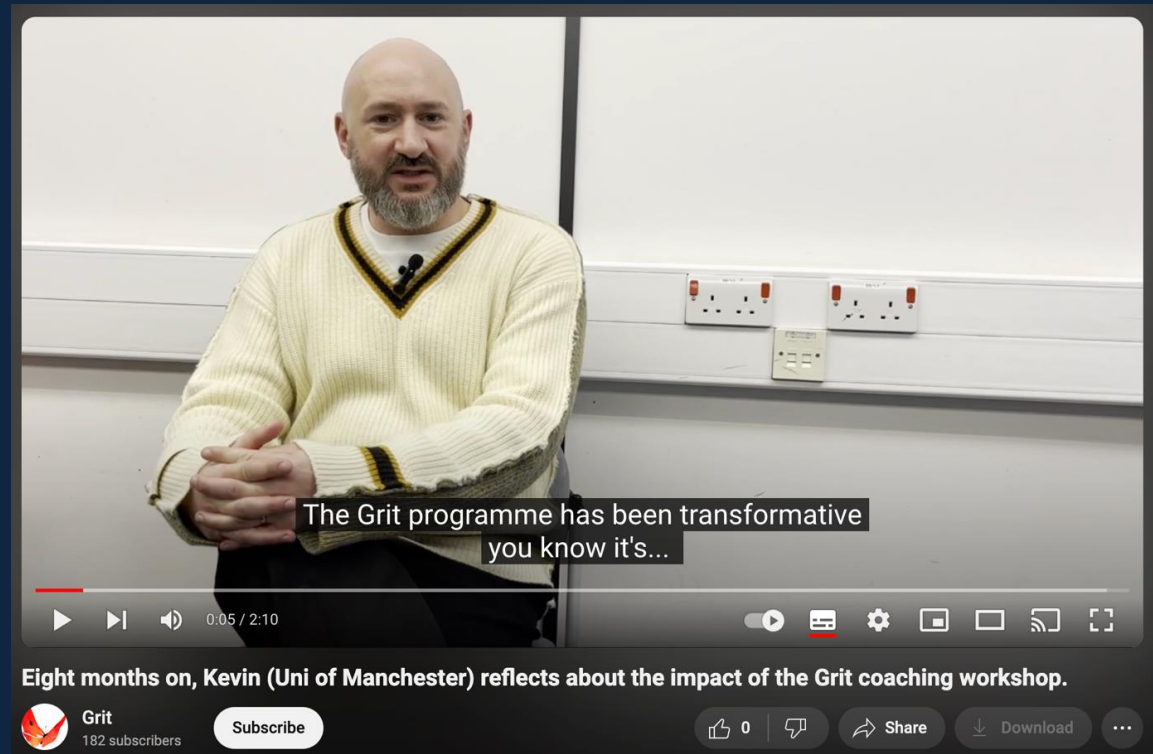 The Grit programme has been transformative
you know it's...
0:05 / 2:10
Eight months on, Kevin (Uni of Manchester) reflects about the impact of the Grit coaching workshop.
Grit
182 subscribers
Subscribe
0
Share
Download